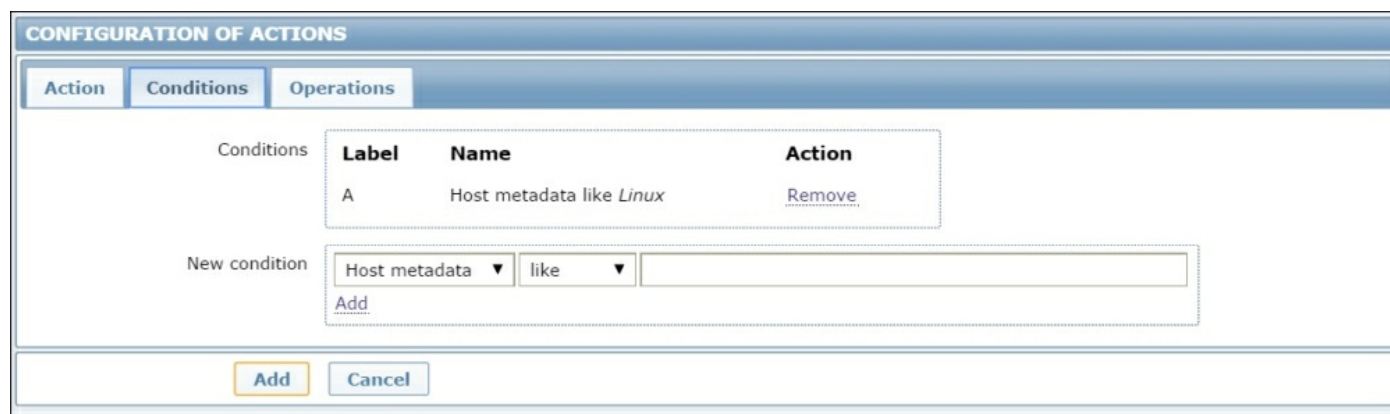 CONFIGURATION OF ACTIONS
Action Conditions Operations
Conditions Label Name Action
A Host metadata like Linux Remove
New condition Host metadata like
Add
Add Cancel